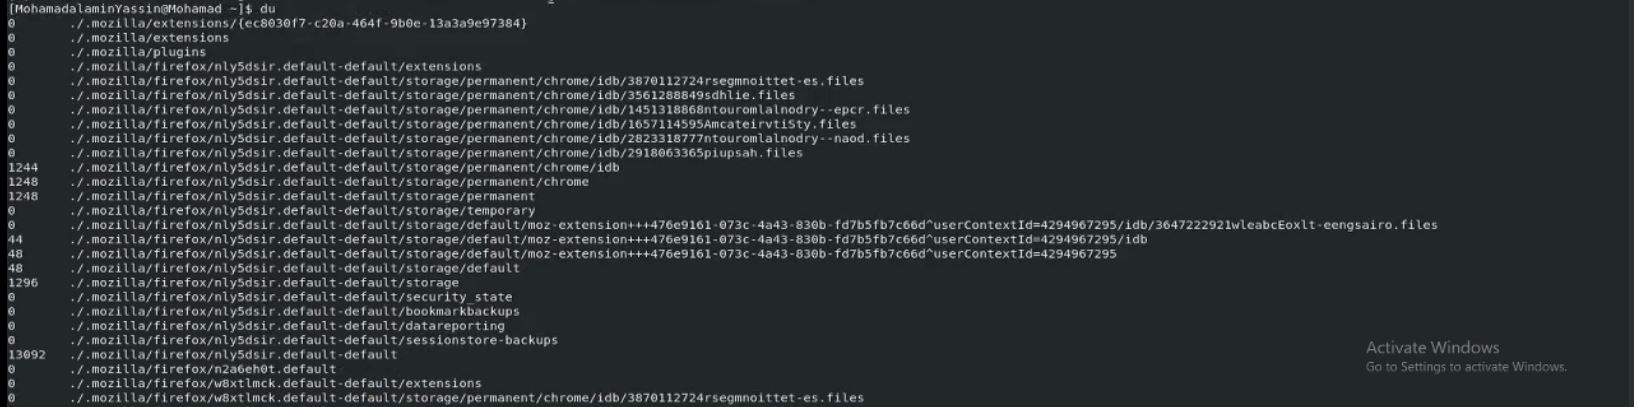 [MohamadalaminYassin@Mohamad ~]$ du
0 ./.mozilla/extensions/{ec8030f7-c20a-464f-9b0e-13a3a9e97384}
0 ./.mozilla/extensions
0 ./.mozilla/plugins
0 ./.mozilla/firefox/nly5dsir.default-default/extensions
0 ./.mozilla/firefox/nly5dsir.default-default/storage/permanent/chrome/idb/3870112724rsegmnoittet-es.files
0 ./.mozilla/firefox/nly5dsir.default-default/storage/permanent/chrome/idb/3561288849sdhlie.files
0 ./.mozilla/firefox/nly5dsir.default-default/storage/permanent/chrome/idb/1451318868ntouromlalnodry--epcr.files
0 ./.mozilla/firefox/nly5dsir.default-default/storage/permanent/chrome/idb/1657114595AmcateirvtiSty.files
0 ./.mozilla/firefox/nly5dsir.default-default/storage/permanent/chrome/idb/2823318777ntouromlalnodry--naod.files
0 ./.mozilla/firefox/nly5dsir.default-default/storage/permanent/chrome/idb/2918063365piupsah.files
1244 ./.mozilla/firefox/nly5dsir.default-default/storage/permanent/chrome/idb
1248 ./.mozilla/firefox/nly5dsir.default-default/storage/permanent/chrome
1248 ./.mozilla/firefox/nly5dsir.default-default/storage/permanent
0 ./.mozilla/firefox/nly5dsir.default-default/storage/temporary
0 ./.mozilla/firefox/nly5dsir.default-default/storage/default/moz-extension+++476e9161-073c-4a43-830b-fd7b5fb7c66d^userContextId=4294967295/idb/3647222921wleabcEoxlt-eengsairo.files
44 ./.mozilla/firefox/nly5dsir.default-default/storage/default/moz-extension+++476e9161-073c-4a43-830b-fd7b5fb7c66d^userContextId=4294967295/idb
48 ./.mozilla/firefox/nly5dsir.default-default/storage/default/moz-extension+++476e9161-073c-4a43-830b-fd7b5fb7c66d^userContextId=4294967295
48 ./.mozilla/firefox/nly5dsir.default-default/storage/default
1296 ./.mozilla/firefox/nly5dsir.default-default/storage
0 ./.mozilla/firefox/nly5dsir.default-default/security_state
0 ./.mozilla/firefox/nly5dsir.default-default/bookmarkbackups
0 ./.mozilla/firefox/nly5dsir.default-default/datareporting
0 ./.mozilla/firefox/nly5dsir.default-default/sessionstore-backups
13092 ./.mozilla/firefox/nly5dsir.default-default
0 ./.mozilla/firefox/n2a6eh0t.default
0 ./.mozilla/firefox/w8xtlmck.default-default/extensions
0 ./.mozilla/firefox/w8xtlmck.default-default/storage/permanent/chrome/idb/3870112724rsegmnoittet-es.files
Activate Windows
Go to Settings to activate Windows.